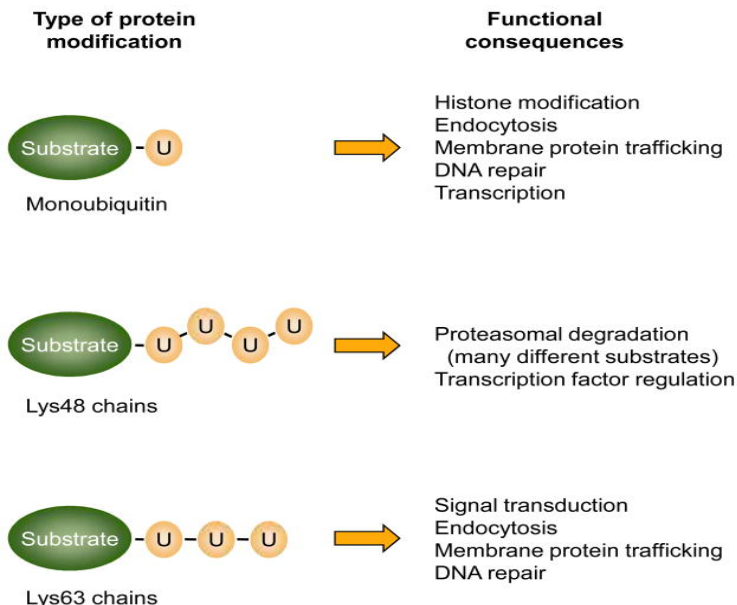 Type of protein
modification
Functional
consequences
Substrate
U
Monoubiquitin
Histone modification
Endocytosis
Membrane protein trafficking
DNA repair
Transcription
Substrate
U
U
U
U
Lys48 chains
Proteasomal degradation
(many different substrates)
Transcription factor regulation
Substrate
U
U
U
Lys63 chains
Signal transduction
Endocytosis
Membrane protein trafficking
DNA repair